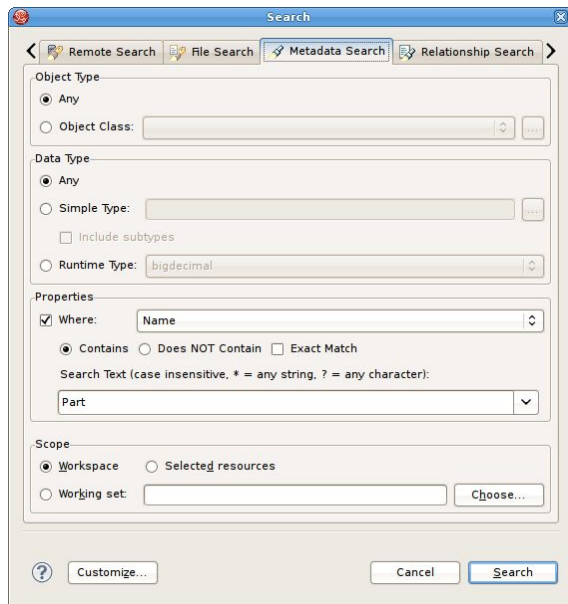 Search
Remote Search File Search Metadata Search Relationship Search
Object Type
Any
Object Class: ...
Data Type
Any
Simple Type: ...
Include subtypes
Runtime Type: bigdecimal
Properties
Where: Name
Contains Does NOT Contain Exact Match
Search Text (case insensitive, * = any string, ? = any character):
Part
Scope
Workspace Selected resources
Working set: Choose...
? Customize... Cancel Search